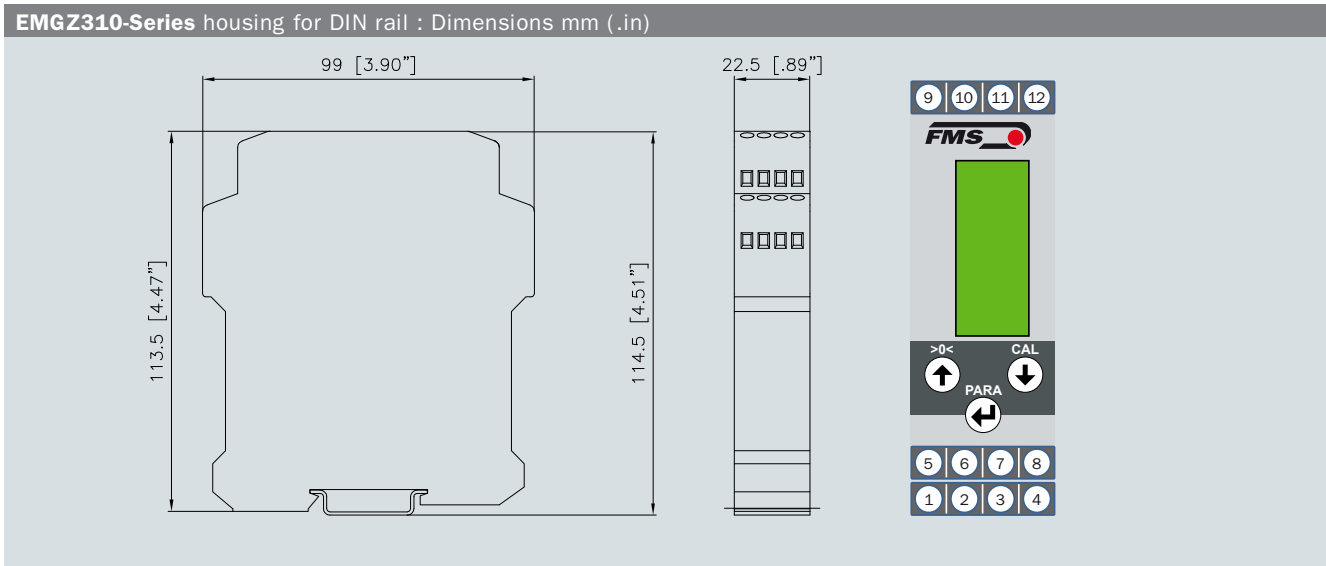 EMGZ310-Series housing for DIN rail : Dimensions mm (.in)
99 [3.90”]
22.5 [.89”]
113.5 [4.47”]
114.5 [4.51”]
9 10 11 12
FMS
>0< CAL
PARA
5 6 7 8
1 2 3 4